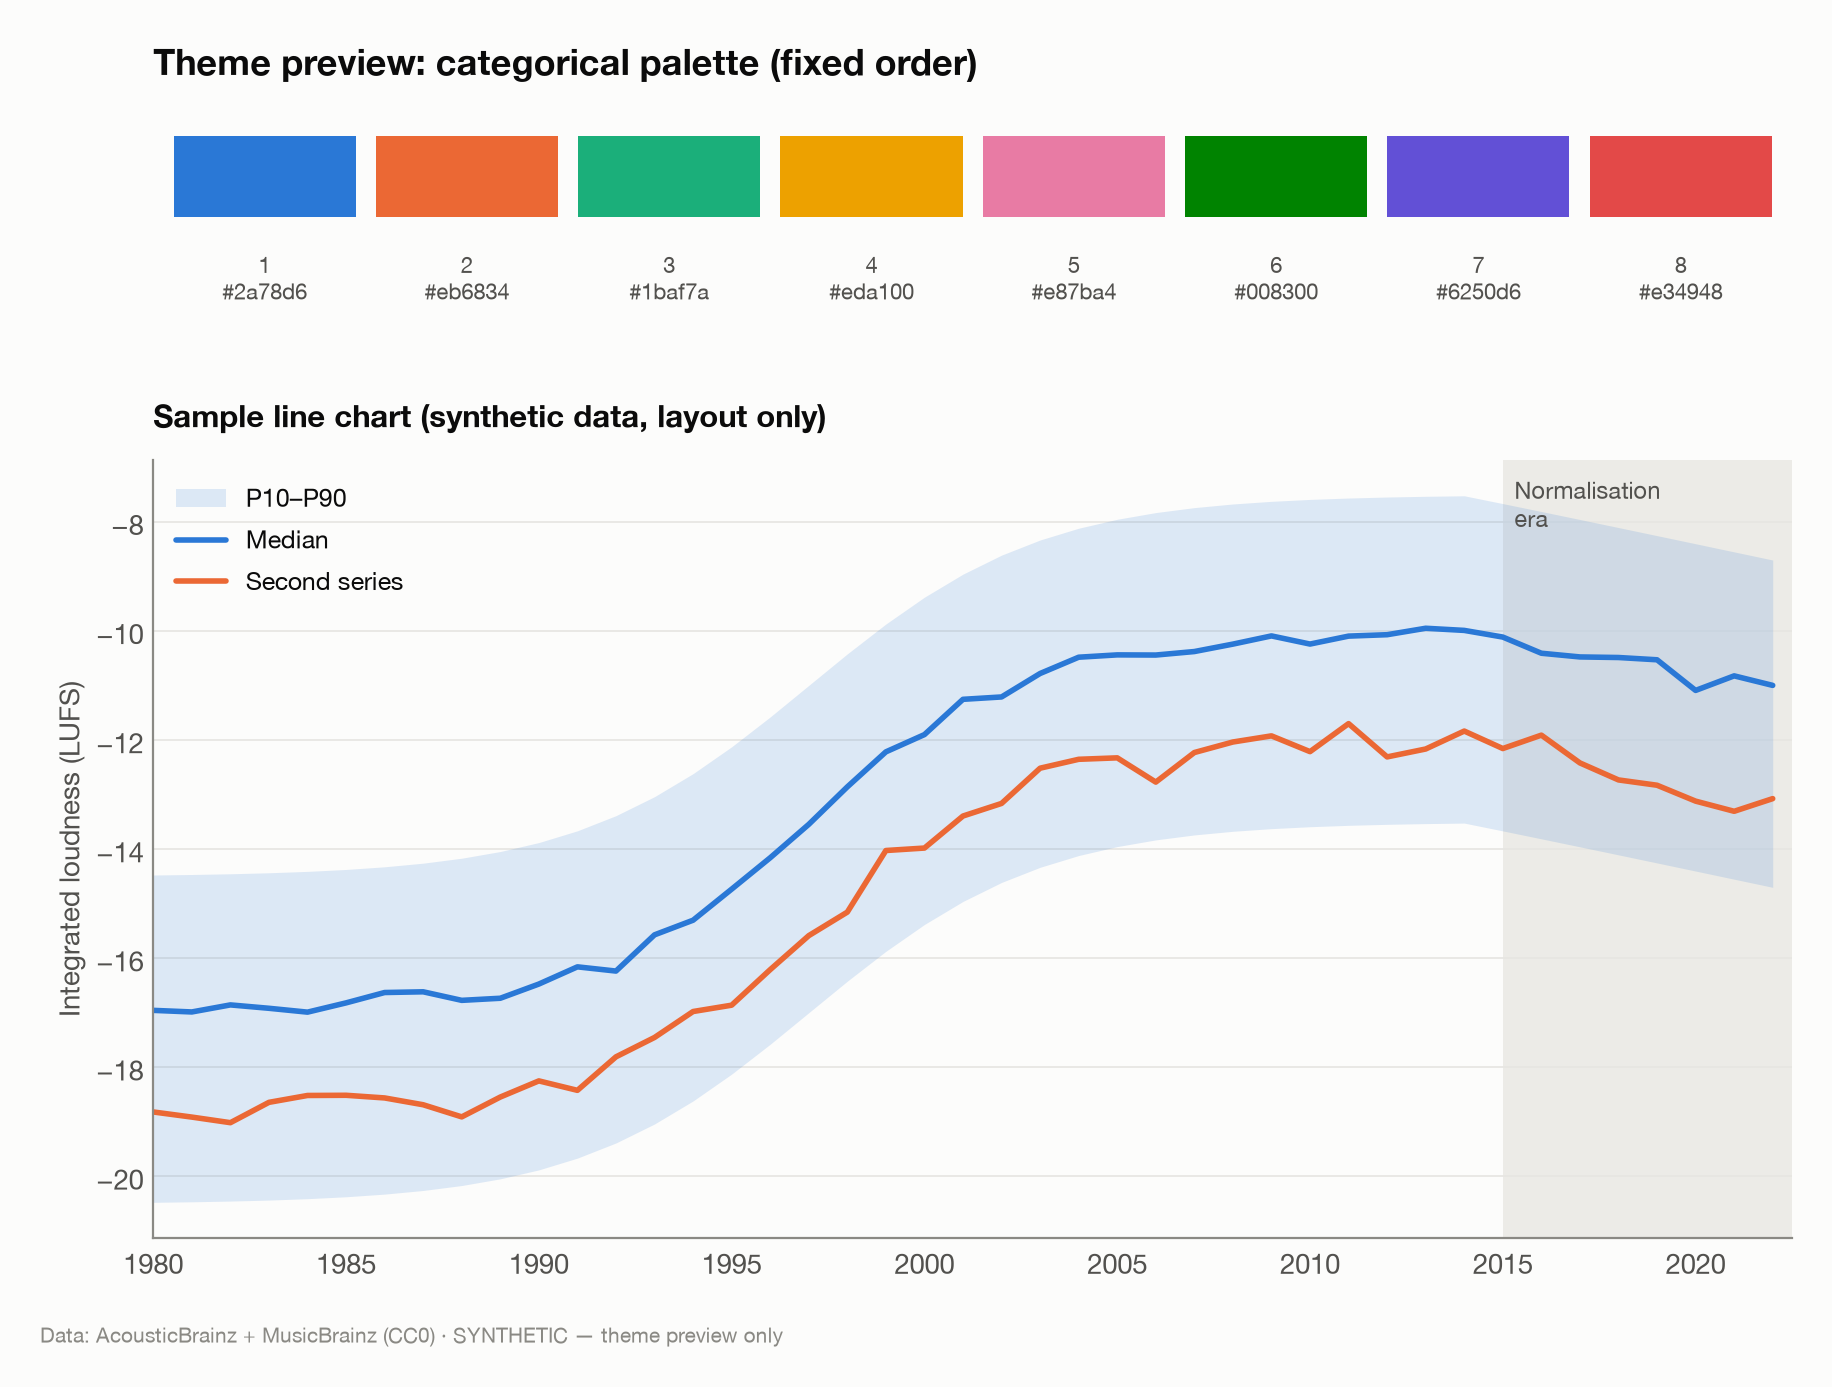 Theme preview: categorical palette (fixed order)
1
#2a78d6
2
#eb6834
3
#1baf7a
4
#eda100
5
#e87ba4
6
#008300
7
#6250d6
8
#e34948
Sample line chart (synthetic data, layout only)
P10–P90
Median
Second series
Normalisation
era
Integrated loudness (LUFS)
−8
−10
−12
−14
−16
−18
−20
1980
1985
1990
1995
2000
2005
2010
2015
2020
Data: AcousticBrainz + MusicBrainz (CC0) · SYNTHETIC — theme preview only